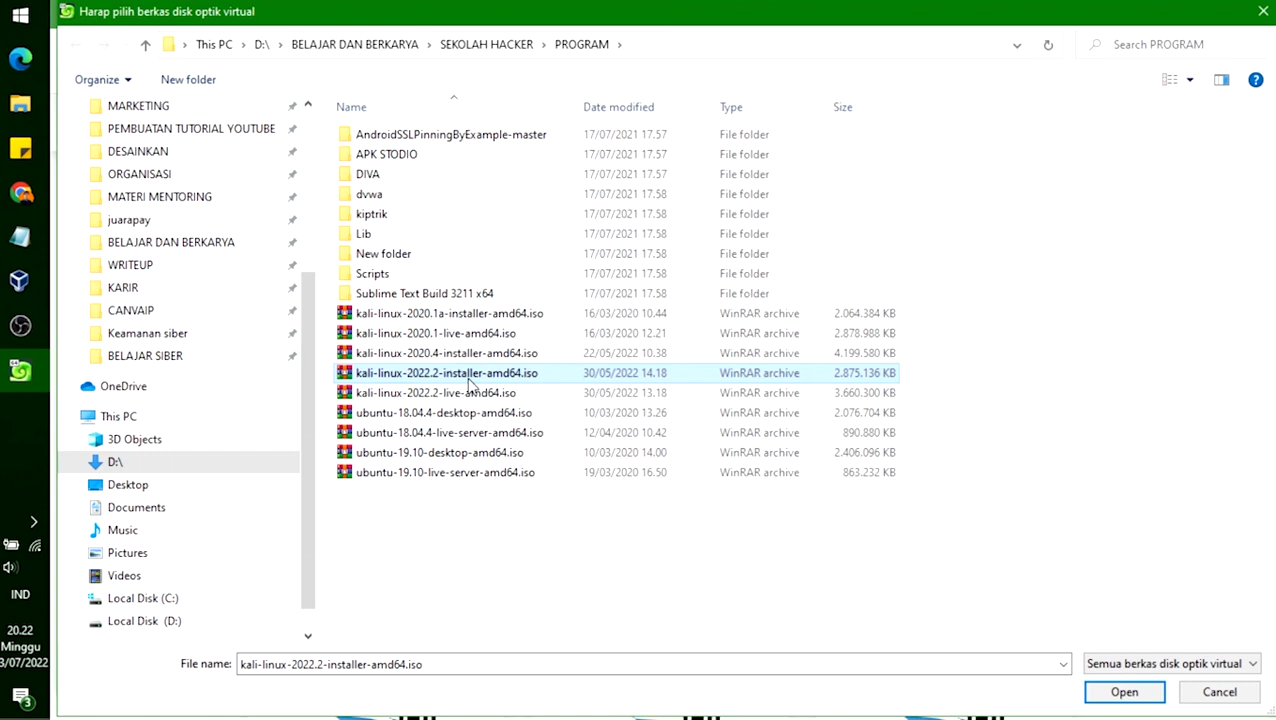 Harap pilih berkas disk optik virtual
This PC > D:\ > BELAJAR DAN BERKARYA > SEKOLAH HACKER > PROGRAM >
Search PROGRAM
Organize
New folder
MARKETING
PEMBUATAN TUTORIAL YOUTUBE
DESAINKAN
ORGANISASI
MATERI MENTORING
juarapay
BELAJAR DAN BERKARYA
WRITEUP
KARIR
CANVAIP
Keamanan siber
BELAJAR SIBER
OneDrive
This PC
3D Objects
D:\
Desktop
Documents
Music
Pictures
Videos
Local Disk (C:)
Local Disk (D:)
Name Date modified Type Size
AndroidSSLPinningByExample-master 17/07/2021 17.57 File folder
APK STODIO 17/07/2021 17.57 File folder
DIVA 17/07/2021 17.57 File folder
dvwa 17/07/2021 17.58 File folder
kiptrik 17/07/2021 17.58 File folder
Lib 17/07/2021 17.58 File folder
New folder 17/07/2021 17.58 File folder
Scripts 17/07/2021 17.58 File folder
Sublime Text Build 3211 x64 17/07/2021 17.58 File folder
kali-linux-2020.1a-installer-amd64.iso 16/03/2020 10.44 WinRAR archive 2.064.384 KB
kali-linux-2020.1-live-amd64.iso 16/03/2020 12.21 WinRAR archive 2.878.988 KB
kali-linux-2020.4-installer-amd64.iso 22/05/2022 10.38 WinRAR archive 4.199.580 KB
kali-linux-2022.2-installer-amd64.iso 30/05/2022 14.18 WinRAR archive 2.875.136 KB
kali-linux-2022.2-live-amd64.iso 30/05/2022 13.18 WinRAR archive 3.660.300 KB
ubuntu-18.04.4-desktop-amd64.iso 10/03/2020 13.26 WinRAR archive 2.076.704 KB
ubuntu-18.04.4-live-server-amd64.iso 12/04/2020 10.42 WinRAR archive 890.880 KB
ubuntu-19.10-desktop-amd64.iso 10/03/2020 14.00 WinRAR archive 2.406.096 KB
ubuntu-19.10-live-server-amd64.iso 19/03/2020 16.50 WinRAR archive 863.232 KB
File name: kali-linux-2022.2-installer-amd64.iso
Semua berkas disk optik virtual
Open
Cancel
IND
20.22
Minggu
3/07/2022
3